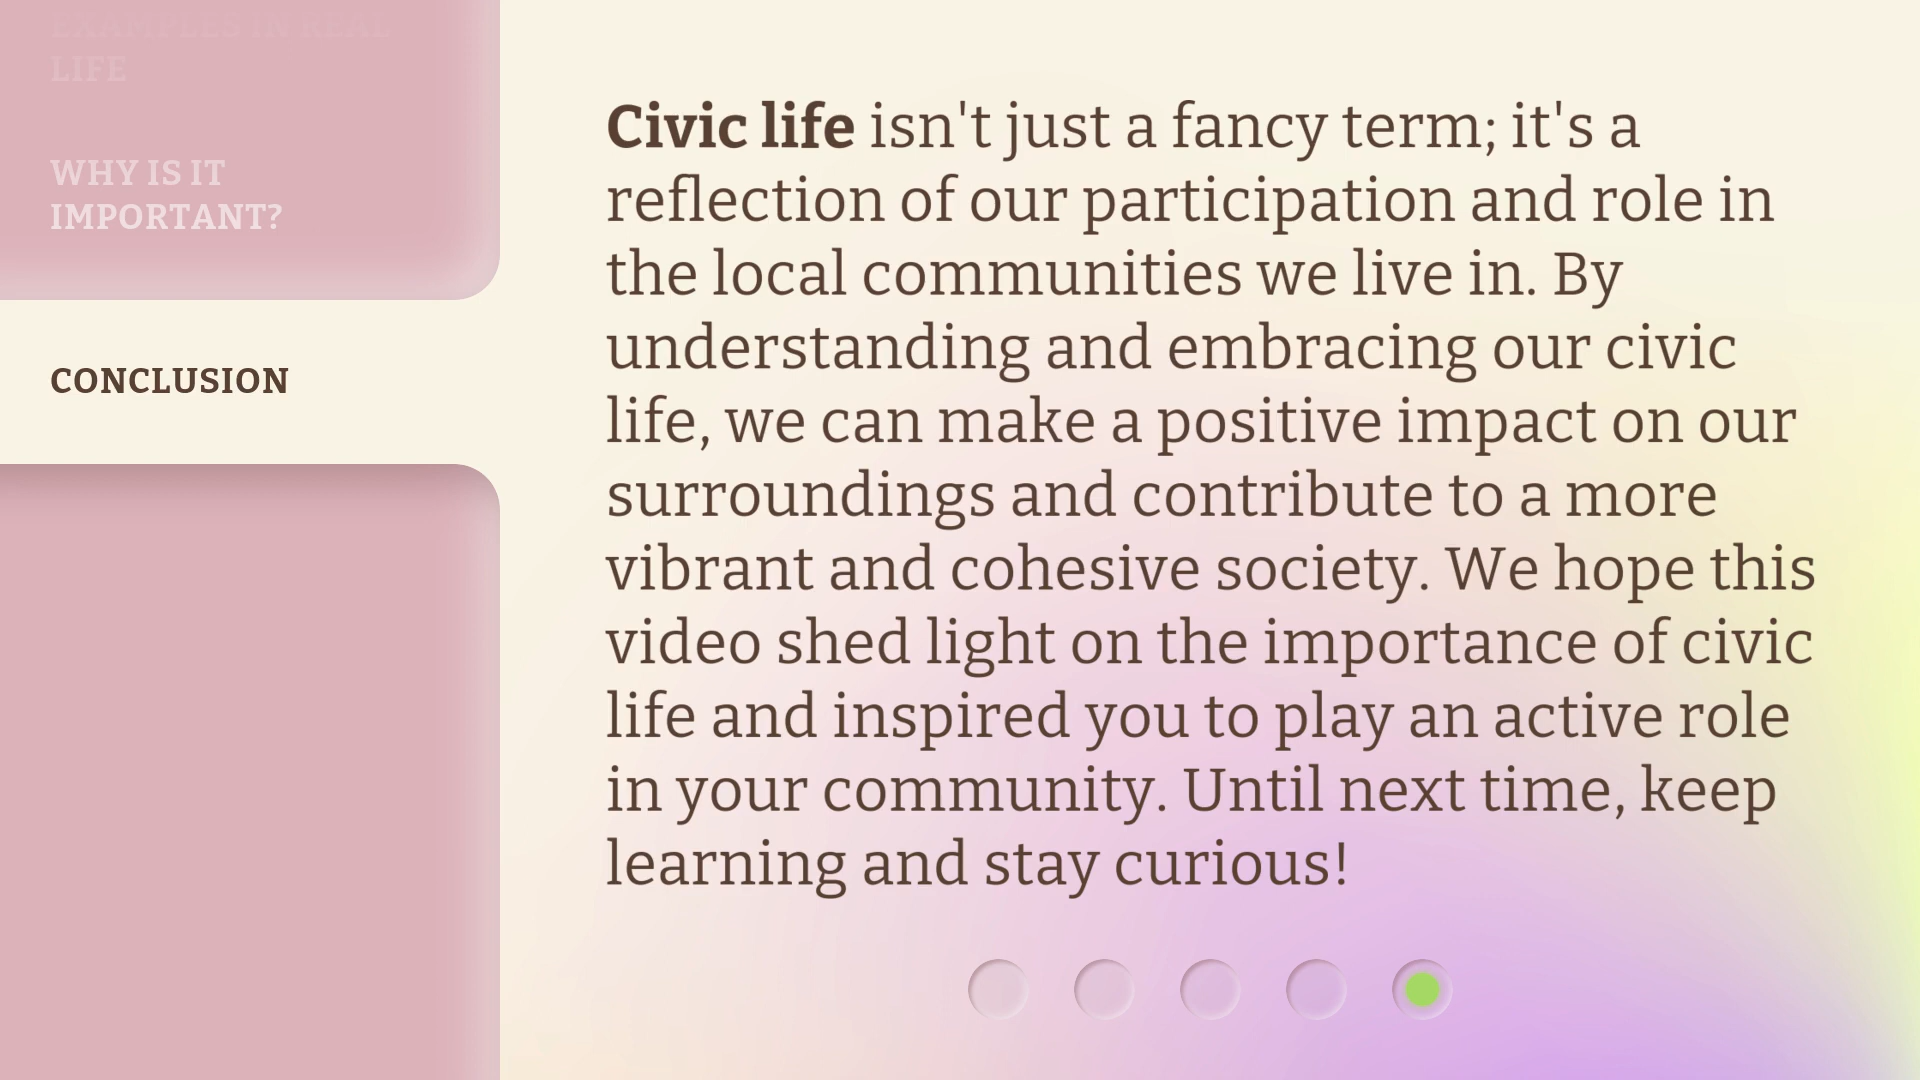 EXAMPLES IN REAL
LIFE
WHY IS IT
IMPORTANT?
CONCLUSION
Civic life isn't just a fancy term; it's a
reflection of our participation and role in
the local communities we live in. By
understanding and embracing our civic
life, we can make a positive impact on our
surroundings and contribute to a more
vibrant and cohesive society. We hope this
video shed light on the importance of civic
life and inspired you to play an active role
in your community. Until next time, keep
learning and stay curious!